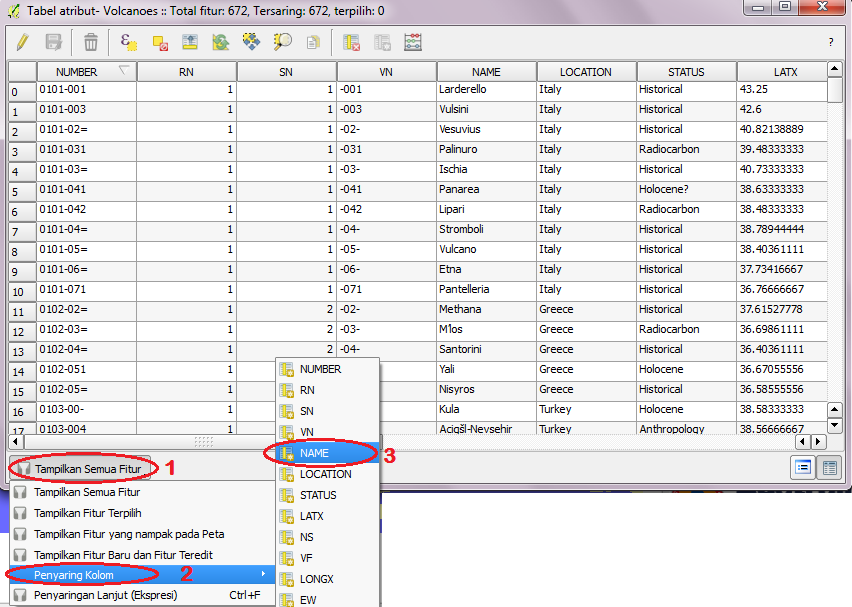 Tabel atribut- Volcanoes :: Total fitur: 672, Tersaring: 672, terpilih: 0
?
NUMBER RN SN VN NAME LOCATION STATUS LATX
0 0101-001 1 1 -001 Larderello Italy Historical 43.25
1 0101-003 1 1 -003 Vulsini Italy Historical 42.6
2 0101-02= 1 1 -02- Vesuvius Italy Historical 40.82138889
3 0101-031 1 1 -031 Palinuro Italy Radiocarbon 39.48333333
4 0101-03= 1 1 -03- Ischia Italy Historical 40.73333333
5 0101-041 1 1 -041 Panarea Italy Holocene? 38.63333333
6 0101-042 1 1 -042 Lipari Italy Radiocarbon 38.48333333
7 0101-04= 1 1 -04- Stromboli Italy Historical 38.78944444
8 0101-05= 1 1 -05- Vulcano Italy Historical 38.40361111
9 0101-06= 1 1 -06- Etna Italy Historical 37.73416667
10 0101-071 1 1 -071 Pantelleria Italy Historical 36.76666667
11 0102-02= 1 2 -02- Methana Greece Historical 37.61527778
12 0102-03= 1 2 -03- M'los Greece Radiocarbon 36.69861111
13 0102-04= 1 2 -04- Santorini Greece Historical 36.40361111
14 0102-051 1 Yali Greece Holocene 36.67055556
15 0102-05= 1 Nisyros Greece Historical 36.58555556
16 0103-00- 1 Kula Turkey Holocene 38.58333333
17 0103-004 1 Acigšl-Nevsehir Turkey Anthropology 38.56666667
Tampilkan Semua Fitur 1
Tampilkan Semua Fitur
Tampilkan Fitur Terpilih
Tampilkan Fitur yang nampak pada Peta
Tampilkan Fitur Baru dan Fitur Teredit
Penyaring Kolom 2
Penyaringan Lanjut (Ekspresi) Ctrl+F
NUMBER
RN
SN
VN
NAME 3
LOCATION
STATUS
LATX
NS
VF
LONGX
EW